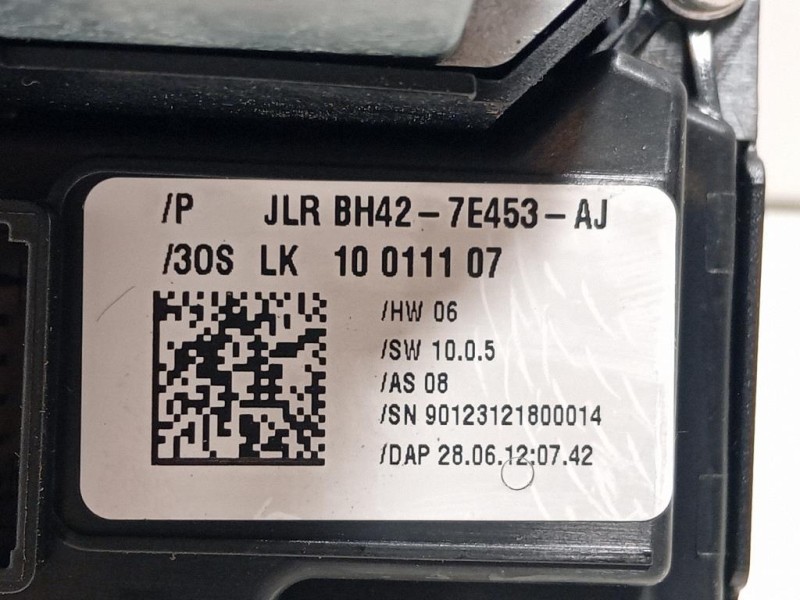 /P JLR BH42-7E453-AJ
/30S LK 10 0111 07
/HW 06
/SW 10.0.5
/AS 08
/SN 90123121800014
/DAP 28.06.12:07.42